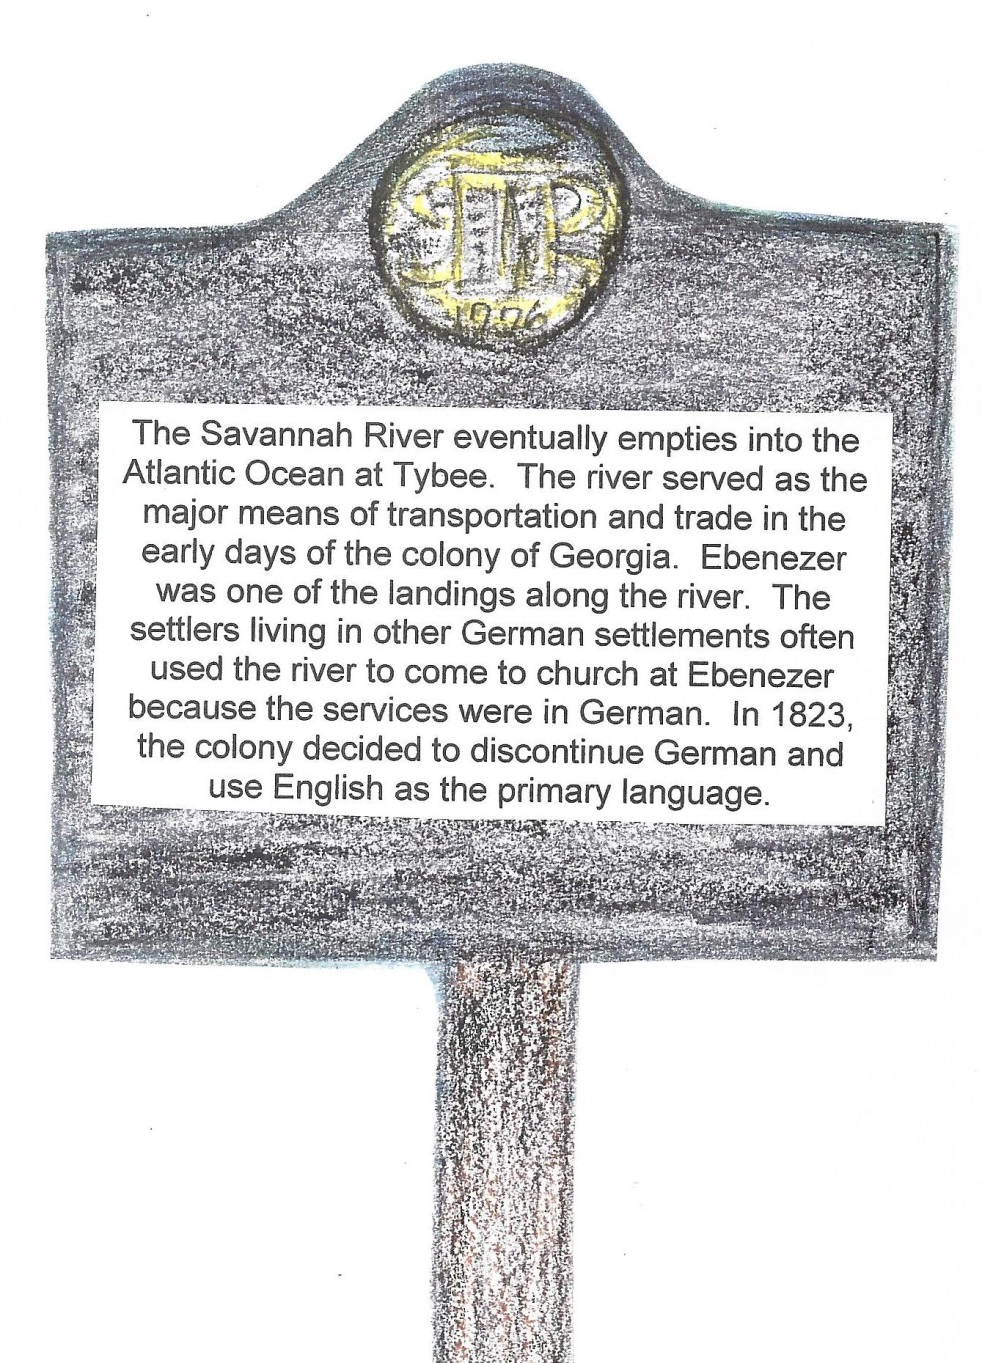 1996
The Savannah River eventually empties into the
Atlantic Ocean at Tybee. The river served as the
major means of transportation and trade in the
early days of the colony of Georgia. Ebenezer
was one of the landings along the river. The
settlers living in other German settlements often
used the river to come to church at Ebenezer
because the services were in German. In 1823,
the colony decided to discontinue German and
use English as the primary language.